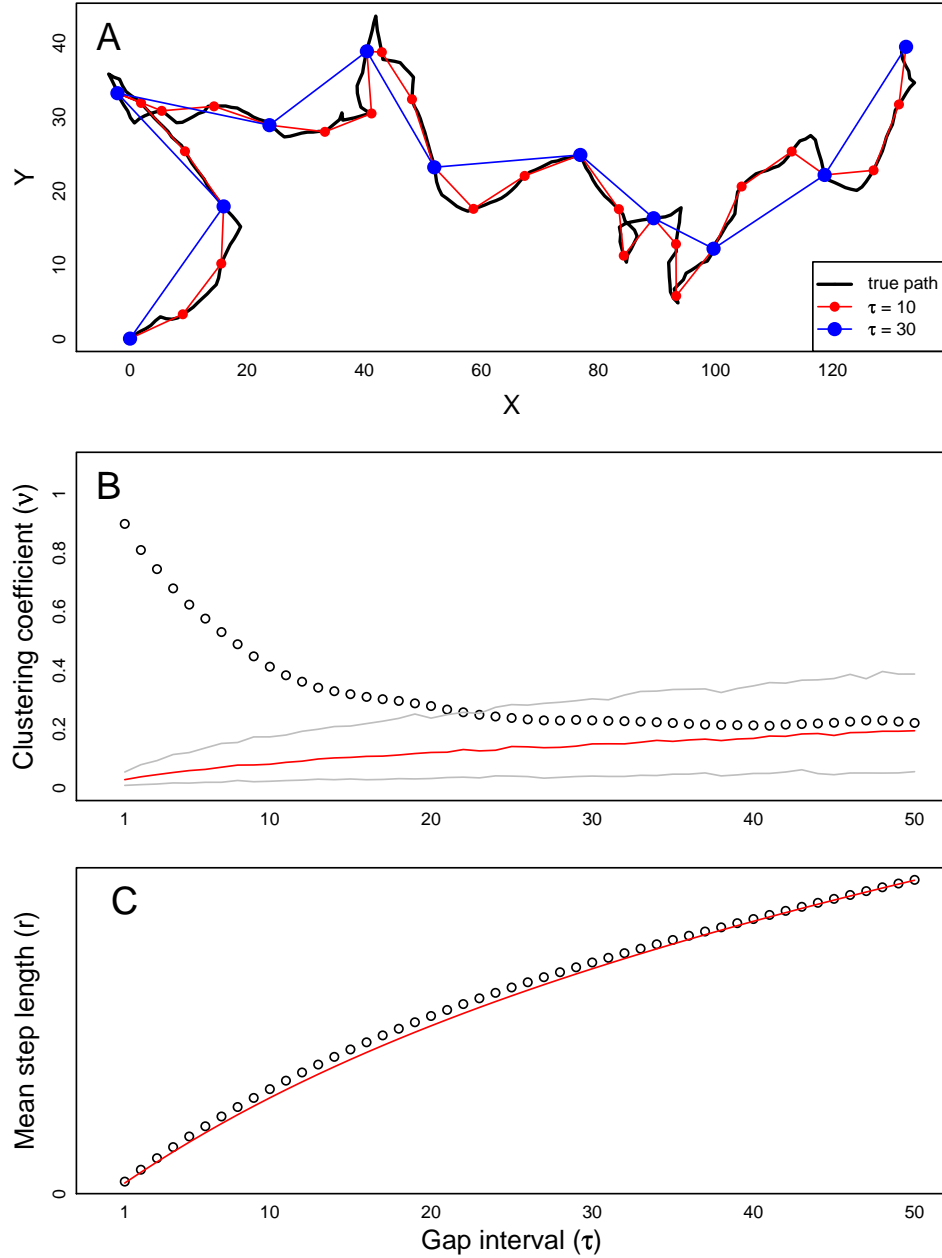 A
Y
40
30
20
10
0
true path
τ = 10
τ = 30
0 20 40 60 80 100 120
X
B
Clustering coefficient (ν)
1
0.8
0.6
0.4
0.2
0
1 10 20 30 40 50
C
Mean step length (r)
0
1 10 20 30 40 50
Gap interval (τ)